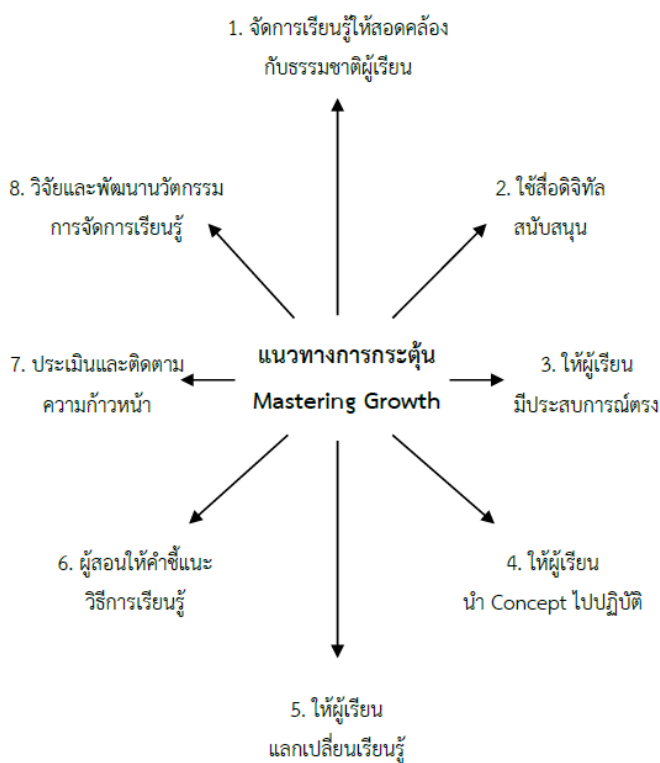 1. จัดการเรียนรู้ให้สอดคล้อง
กับธรรมชาติผู้เรียน
8. วิจัยและพัฒนานวัตกรรม
การจัดการเรียนรู้
2. ใช้สื่อดิจิทัล
สนับสนุน
แนวทางการกระตุ้น
Mastering Growth
7. ประเมินและติดตาม
ความก้าวหน้า
3. ให้ผู้เรียน
มีประสบการณ์ตรง
6. ผู้สอนให้คำชี้แนะ
วิธีการเรียนรู้
4. ให้ผู้เรียน
นำ Concept ไปปฏิบัติ
5. ให้ผู้เรียน
แลกเปลี่ยนเรียนรู้